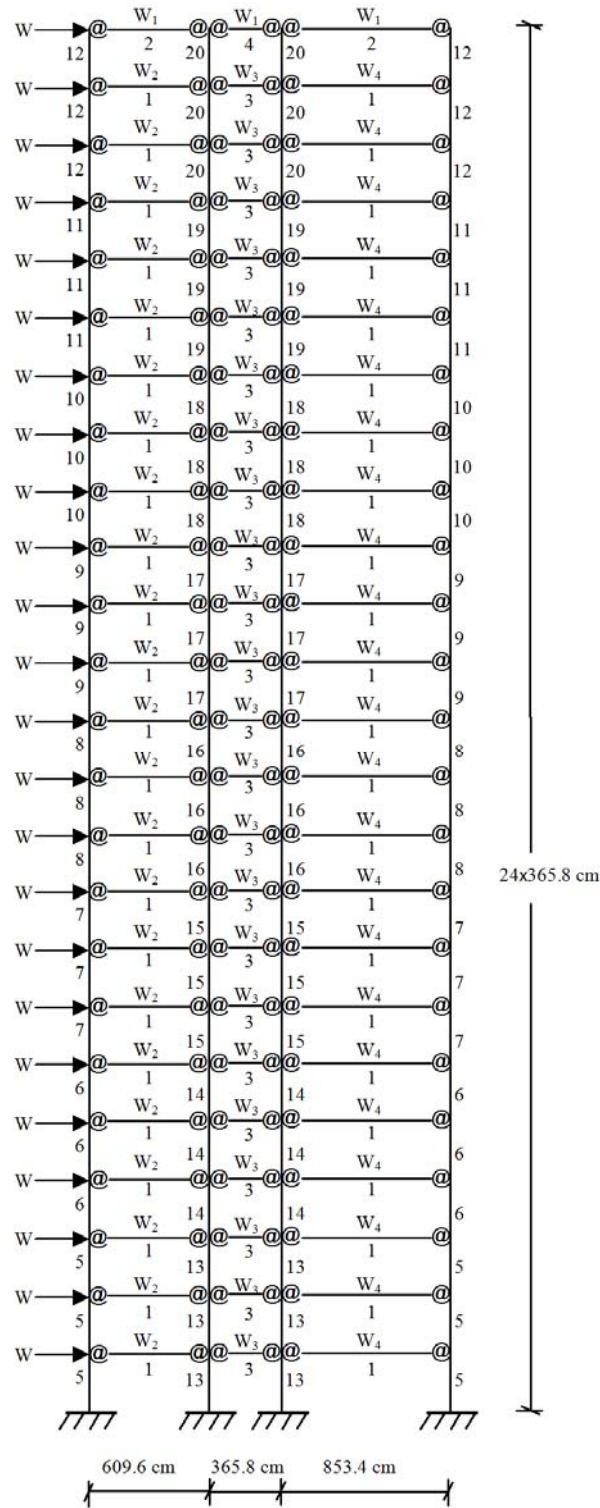 W₁ W₁ W₁
W @ @ @ @ @ @
12 2 20 4 20 2 12
W₂ W₃ W₄
W @ @ @ @ @ @
12 1 20 3 20 1 12
W₂ W₃ W₄
W @ @ @ @ @ @
12 1 20 3 20 1 12
W₂ W₃ W₄
W @ @ @ @ @ @
11 1 19 3 19 1 11
W₂ W₃ W₄
W @ @ @ @ @ @
11 1 19 3 19 1 11
W₂ W₃ W₄
W @ @ @ @ @ @
11 1 19 3 19 1 11
W₂ W₃ W₄
W @ @ @ @ @ @
10 1 18 3 18 1 10
W₂ W₃ W₄
W @ @ @ @ @ @
10 1 18 3 18 1 10
W₂ W₃ W₄
W @ @ @ @ @ @
10 1 18 3 18 1 10
W₂ W₃ W₄
W @ @ @ @ @ @
9 1 17 3 17 1 9
W₂ W₃ W₄
W @ @ @ @ @ @
9 1 17 3 17 1 9
W₂ W₃ W₄
W @ @ @ @ @ @
9 1 17 3 17 1 9
W₂ W₃ W₄
W @ @ @ @ @ @
8 1 16 3 16 1 8
W₂ W₃ W₄
W @ @ @ @ @ @
8 1 16 3 16 1 8
W₂ W₃ W₄
W @ @ @ @ @ @
8 1 16 3 16 1 8
W₂ W₃ W₄ 24x365.8 cm
W @ @ @ @ @ @
7 1 15 3 15 1 7
W₂ W₃ W₄
W @ @ @ @ @ @
7 1 15 3 15 1 7
W₂ W₃ W₄
W @ @ @ @ @ @
7 1 15 3 15 1 7
W₂ W₃ W₄
W @ @ @ @ @ @
6 1 14 3 14 1 6
W₂ W₃ W₄
W @ @ @ @ @ @
6 1 14 3 14 1 6
W₂ W₃ W₄
W @ @ @ @ @ @
6 1 14 3 14 1 6
W₂ W₃ W₄
W @ @ @ @ @ @
5 1 13 3 13 1 5
W₂ W₃ W₄
W @ @ @ @ @ @
5 1 13 3 13 1 5
W₂ W₃ W₄
W @ @ @ @ @ @
5 1 13 3 13 1 5
609.6 cm 365.8 cm 853.4 cm